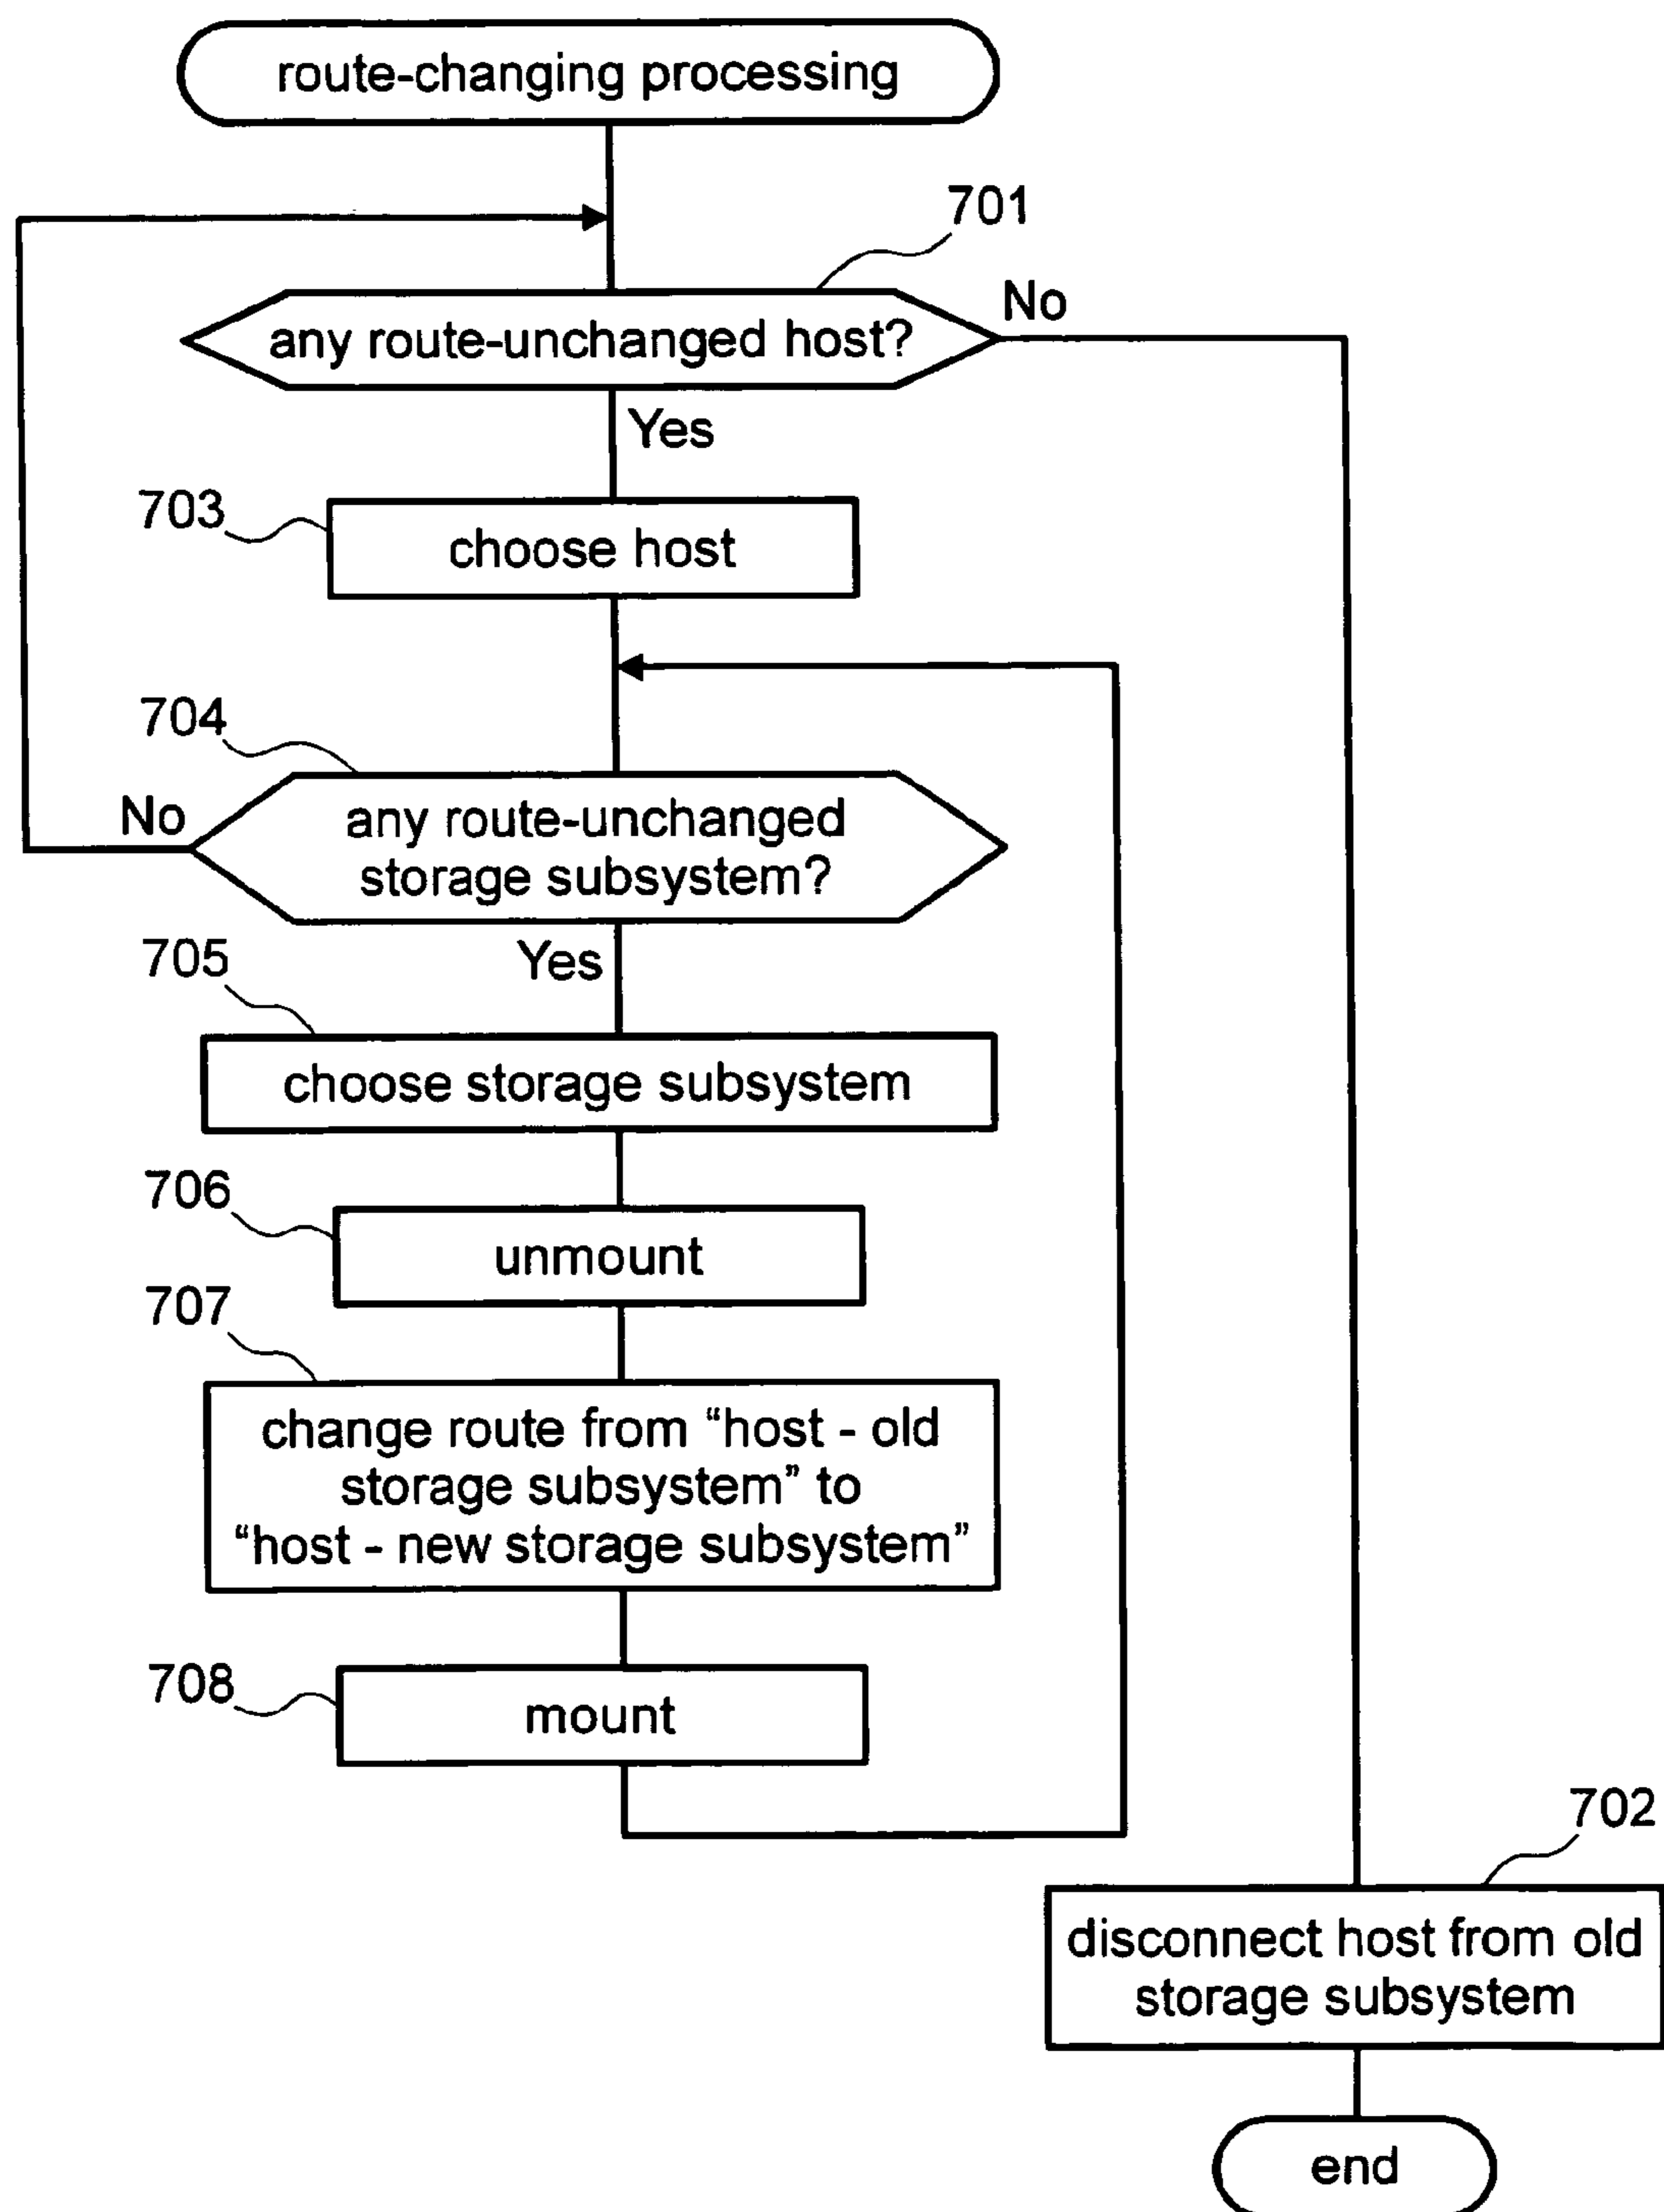 route-changing processing
701
any route-unchanged host?
No
Yes
703
choose host
704
any route-unchanged
storage subsystem?
No
Yes
705
choose storage subsystem
706
unmount
707
change route from “host - old
storage subsystem” to
“host - new storage subsystem”
708
mount
702
disconnect host from old
storage subsystem
end